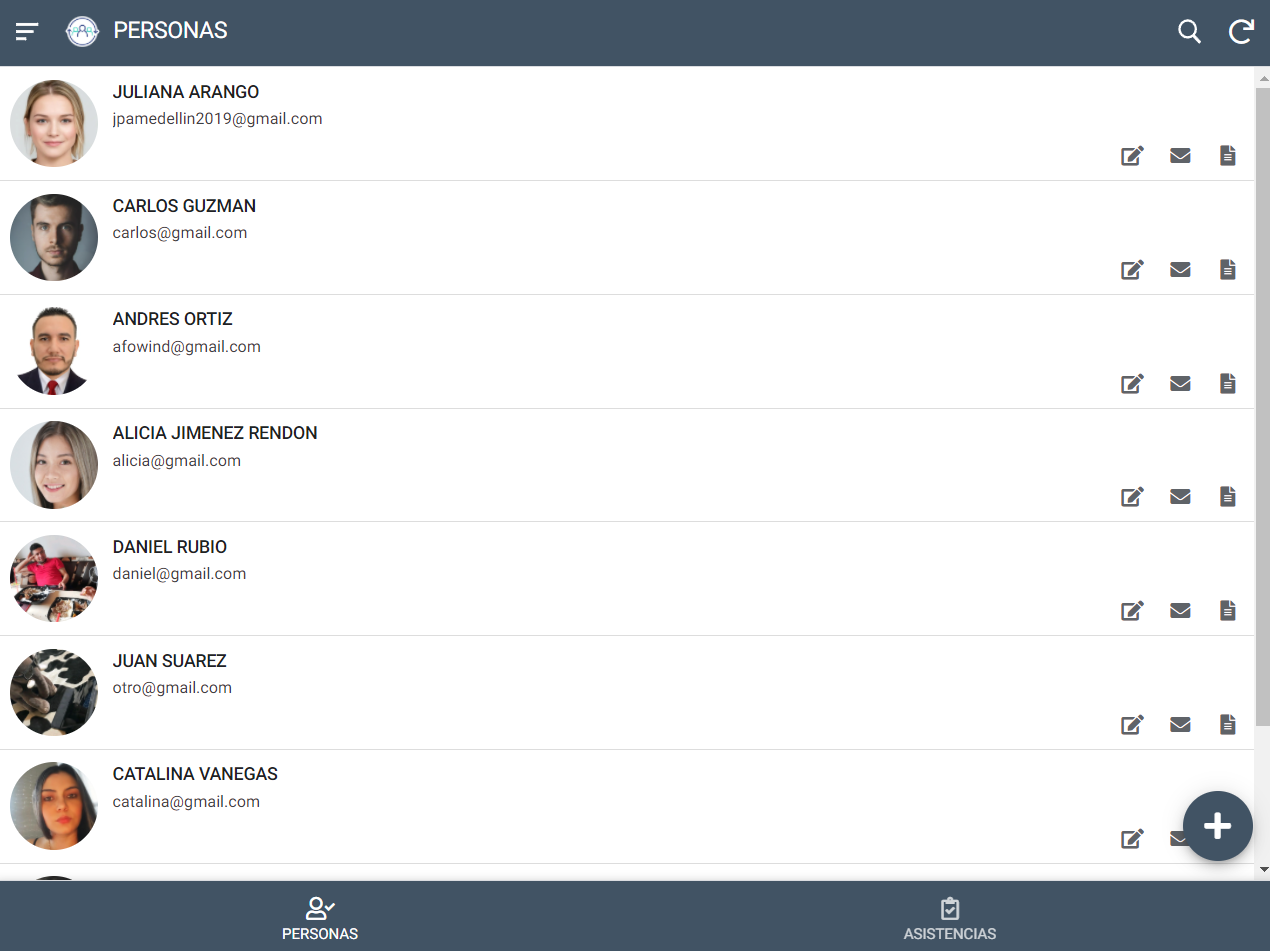 PERSONAS
JULIANA ARANGO
jpamedellin2019@gmail.com
CARLOS GUZMAN
carlos@gmail.com
ANDRES ORTIZ
afowind@gmail.com
ALICIA JIMENEZ RENDON
alicia@gmail.com
DANIEL RUBIO
daniel@gmail.com
JUAN SUAREZ
otro@gmail.com
CATALINA VANEGAS
catalina@gmail.com
PERSONAS
ASISTENCIAS